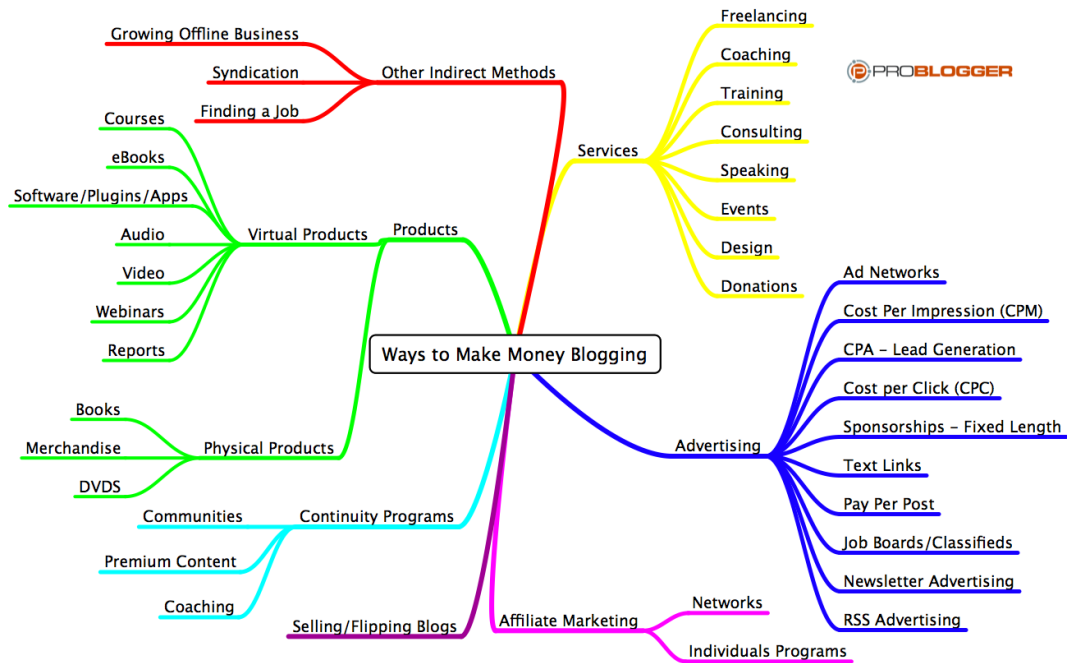 Ways to Make Money Blogging
PROBLOGGER
Other Indirect Methods
Growing Offline Business
Syndication
Finding a Job
Services
Freelancing
Coaching
Training
Consulting
Speaking
Events
Design
Donations
Products
Virtual Products
Courses
eBooks
Software/Plugins/Apps
Audio
Video
Webinars
Reports
Physical Products
Books
Merchandise
DVDS
Advertising
Ad Networks
Cost Per Impression (CPM)
CPA – Lead Generation
Cost per Click (CPC)
Sponsorships – Fixed Length
Text Links
Pay Per Post
Job Boards/Classifieds
Newsletter Advertising
RSS Advertising
Continuity Programs
Communities
Premium Content
Coaching
Selling/Flipping Blogs
Affiliate Marketing
Networks
Individuals Programs